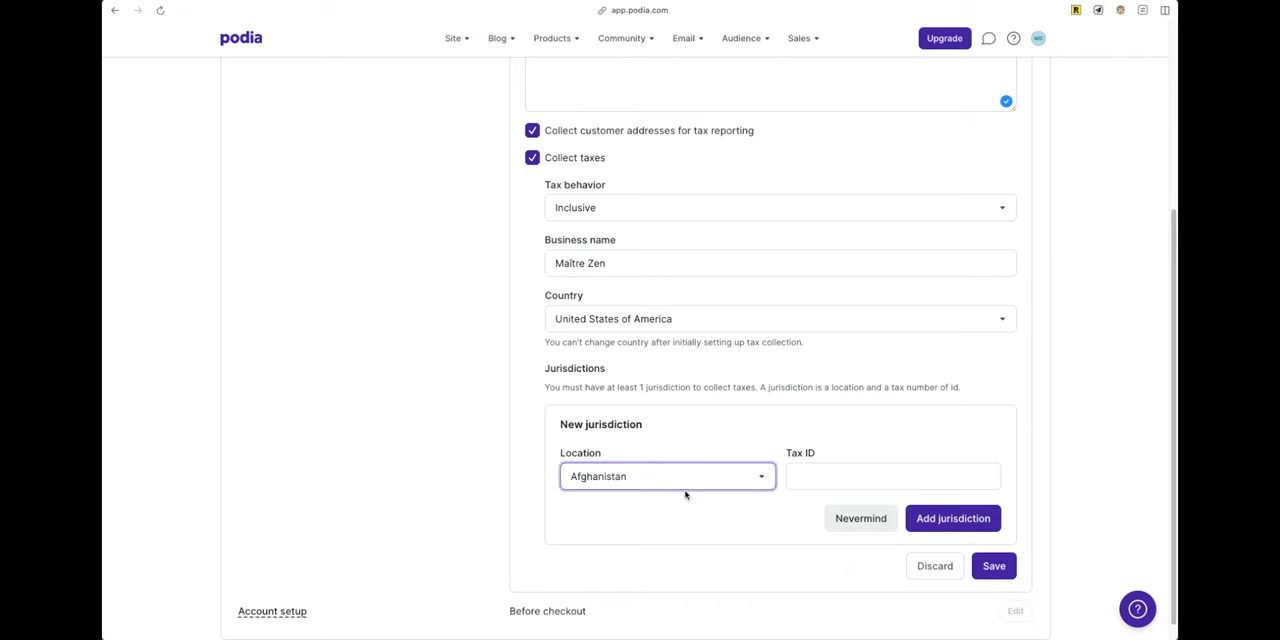 app.podia.com
podia
Site
Blog
Products
Community
Email
Audience
Sales
Upgrade
MG
Collect customer addresses for tax reporting
Collect taxes
Tax behavior
Inclusive
Business name
Maître Zen
Country
United States of America
You can't change country after initially setting up tax collection.
Jurisdictions
You must have at least 1 jurisdiction to collect taxes. A jurisdiction is a location and a tax number of id.
New jurisdiction
Location
Tax ID
Afghanistan
Nevermind
Add jurisdiction
Discard
Save
Account setup
Before checkout
Edit